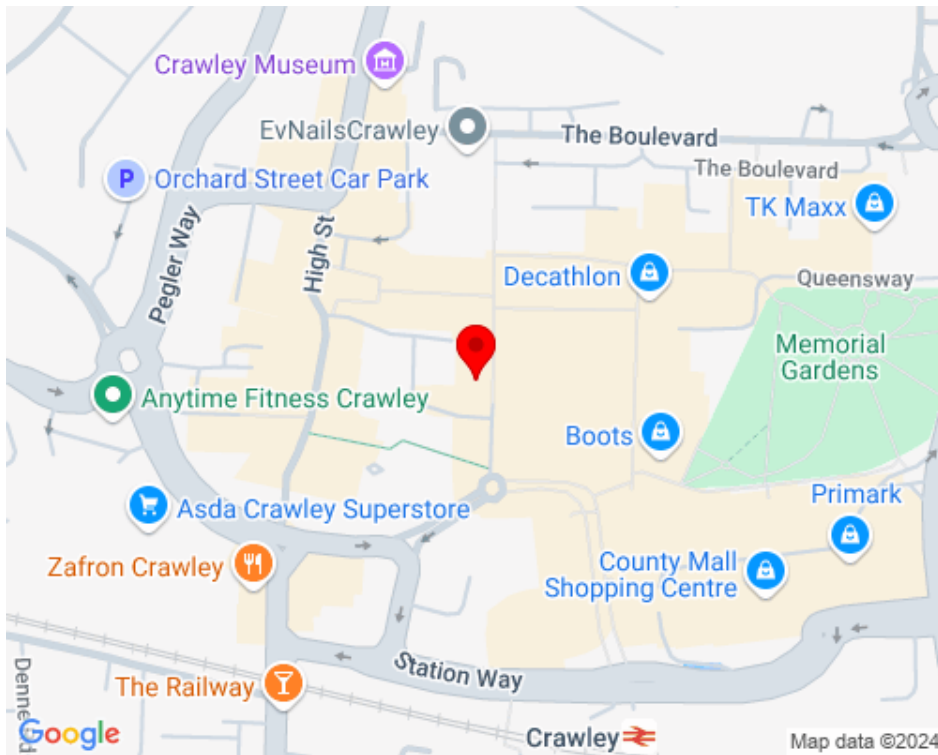 Crawley Museum
EvNailsCrawley
The Boulevard
The Boulevard
P
Orchard Street Car Park
TK Maxx
Pegler Way
High St
Decathlon
Queensway
Memorial
Gardens
Anytime Fitness Crawley
Boots
Asda Crawley Superstore
Primark
Zafron Crawley
County Mall
Shopping Centre
Station Way
The Railway
Google
Crawley
Map data ©2024